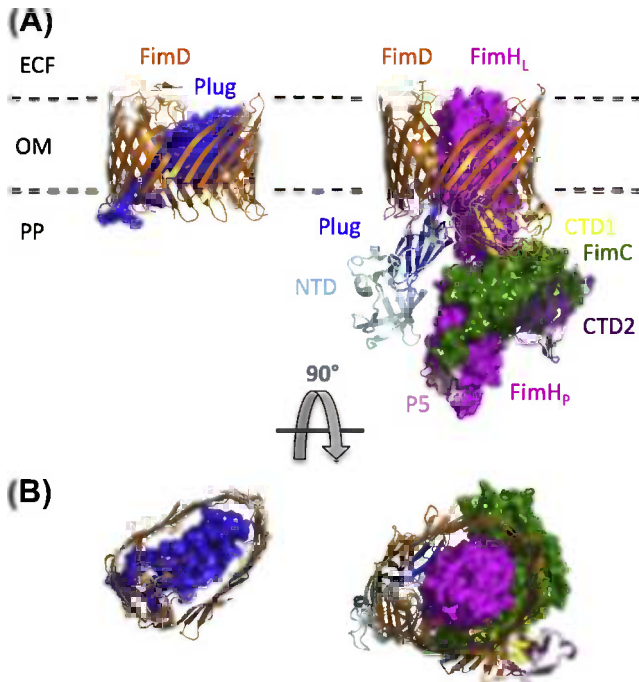 (A)
FimD FimD FimHL
ECF
Plug
OM
PP
Plug CTD1
FimC
NTD
CTD2
P5 FimHP
90°
(B)